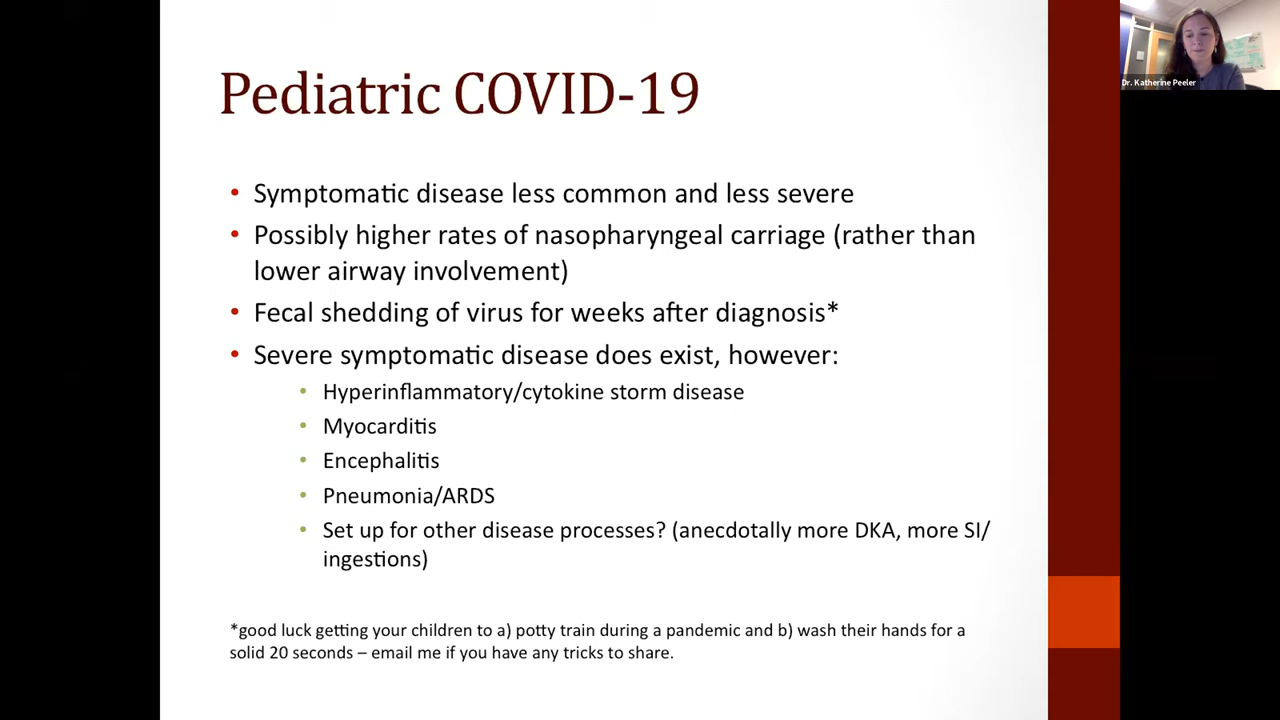 Pediatric COVID-19
• Symptomatic disease less common and less severe
• Possibly higher rates of nasopharyngeal carriage (rather than
lower airway involvement)
• Fecal shedding of virus for weeks after diagnosis*
• Severe symptomatic disease does exist, however:
• Hyperinflammatory/cytokine storm disease
• Myocarditis
• Encephalitis
• Pneumonia/ARDS
• Set up for other disease processes? (anecdotally more DKA, more SI/
ingestions)
*good luck getting your children to a) potty train during a pandemic and b) wash their hands for a
solid 20 seconds – email me if you have any tricks to share.
Dr. Katherine Peeler